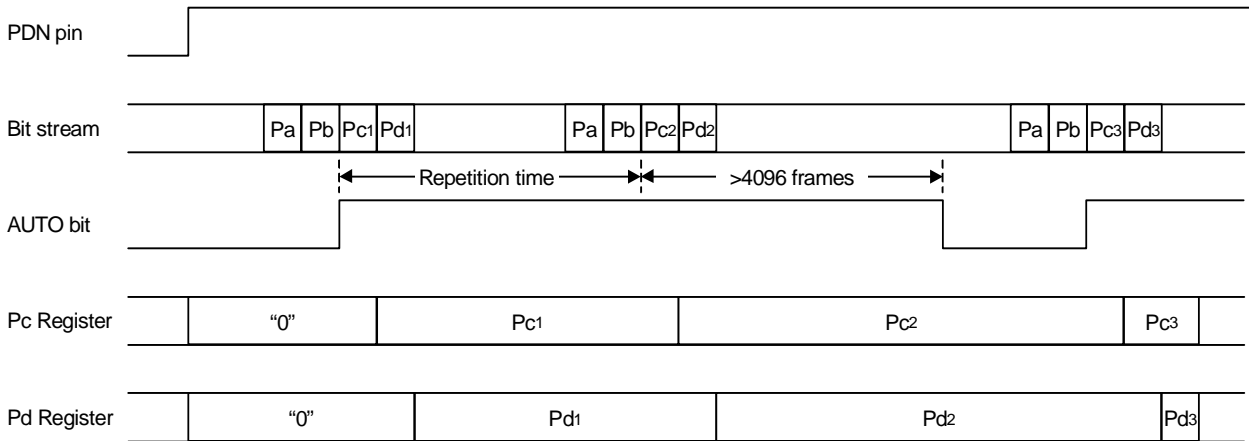 PDN pin
Bit stream Pa Pb Pc1 Pd1 Pa Pb Pc2 Pd2 Pa Pb Pc3 Pd3
Repetition time >4096 frames
AUTO bit
Pc Register “0” Pc1 Pc2 Pc3
Pd Register “0” Pd1 Pd2 Pd3